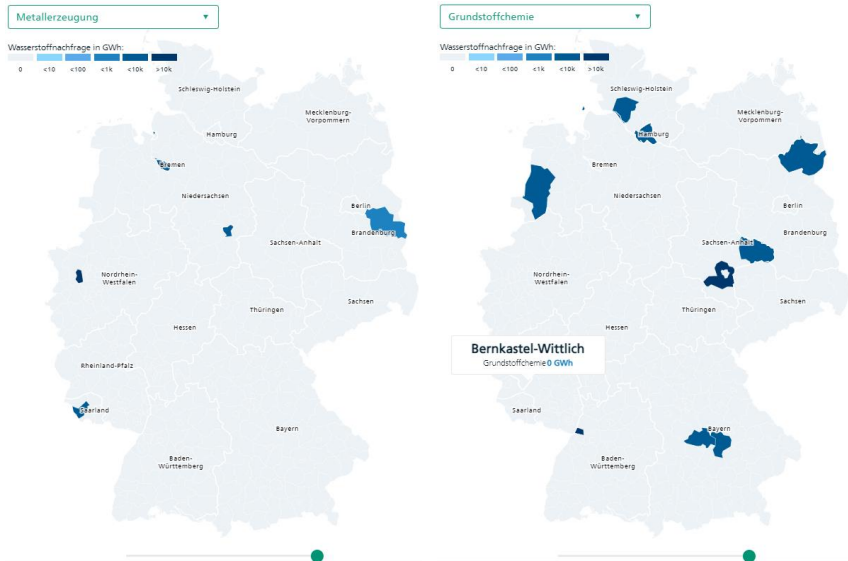 Metallerzeugung
Wasserstoffnachfrage in GWh:
0 <10 <100 <1k <10k >10k
Schleswig-Holstein
Mecklenburg-
Vorpommern
Hamburg
Bremen
Niedersachsen
Berlin
Brandenburg
Sachsen-Anhalt
Nordrhein-
Westfalen
Sachsen
Thüringen
Hessen
Rheinland-Pfalz
Saarland
Bayern
Baden-
Württemberg
Grundstoffchemie
Wasserstoffnachfrage in GWh:
0 <10 <100 <1k <10k >10k
Schleswig-Holstein
Mecklenburg-
Vorpommern
Hamburg
Bremen
Niedersachsen
Berlin
Brandenburg
Sachsen-Anhalt
Nordrhein-
Westfalen
Sachsen
Thüringen
Hessen
Bernkastel-Wittlich
Grundstoffchemie 0 GWh
Saarland
Bayern
Baden-
Württemberg